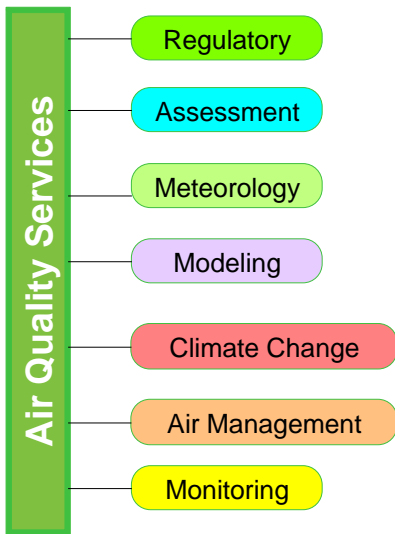 Air Quality Services
Regulatory
Assessment
Meteorology
Modeling
Climate Change
Air Management
Monitoring